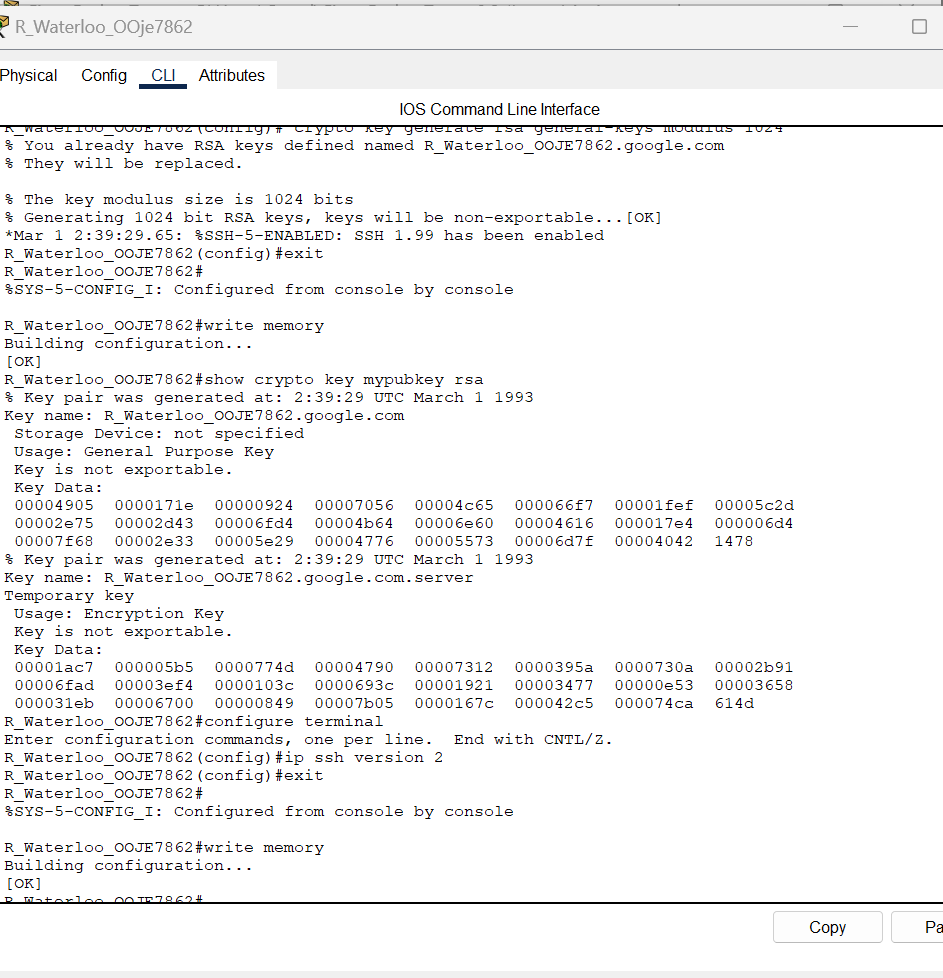 R_Waterloo_OOje7862
Physical Config CLI Attributes
IOS Command Line Interface
R_Waterloo_OOJE7862(config)# crypto key generate rsa general-keys modulus 1024
% You already have RSA keys defined named R_Waterloo_OOJE7862.google.com
% They will be replaced.
% The key modulus size is 1024 bits
% Generating 1024 bit RSA keys, keys will be non-exportable...[OK]
*Mar 1 2:39:29.65: %SSH-5-ENABLED: SSH 1.99 has been enabled
R_Waterloo_OOJE7862(config)#exit
R_Waterloo_OOJE7862#
%SYS-5-CONFIG_I: Configured from console by console
R_Waterloo_OOJE7862#write memory
Building configuration...
[OK]
R_Waterloo_OOJE7862#show crypto key mypubkey rsa
% Key pair was generated at: 2:39:29 UTC March 1 1993
Key name: R_Waterloo_OOJE7862.google.com
Storage Device: not specified
Usage: General Purpose Key
Key is not exportable.
Key Data:
00004905 0000171e 00000924 00007056 00004c65 000066f7 00001fef 00005c2d
00002e75 00002d43 00006fd4 00004b64 00006e60 00004616 000017e4 000006d4
00007f68 00002e33 00005e29 00004776 00005573 00006d7f 00004042 1478
% Key pair was generated at: 2:39:29 UTC March 1 1993
Key name: R_Waterloo_OOJE7862.google.com.server
Temporary key
Usage: Encryption Key
Key is not exportable.
Key Data:
00001ac7 000005b5 0000774d 00004790 00007312 0000395a 0000730a 00002b91
00006fad 00003ef4 0000103c 0000693c 00001921 00003477 00000e53 00003658
000031eb 00006700 00000849 00007b05 0000167c 000042c5 000074ca 614d
R_Waterloo_OOJE7862#configure terminal
Enter configuration commands, one per line. End with CNTL/Z.
R_Waterloo_OOJE7862(config)#ip ssh version 2
R_Waterloo_OOJE7862(config)#exit
R_Waterloo_OOJE7862#
%SYS-5-CONFIG_I: Configured from console by console
R_Waterloo_OOJE7862#write memory
Building configuration...
[OK]
R_Waterloo_OOJE7862#
Copy Pa